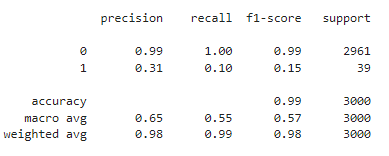 precision recall f1-score support
0 0.99 1.00 0.99 2961
1 0.31 0.10 0.15 39
accuracy 0.99 3000
macro avg 0.65 0.55 0.57 3000
weighted avg 0.98 0.99 0.98 3000